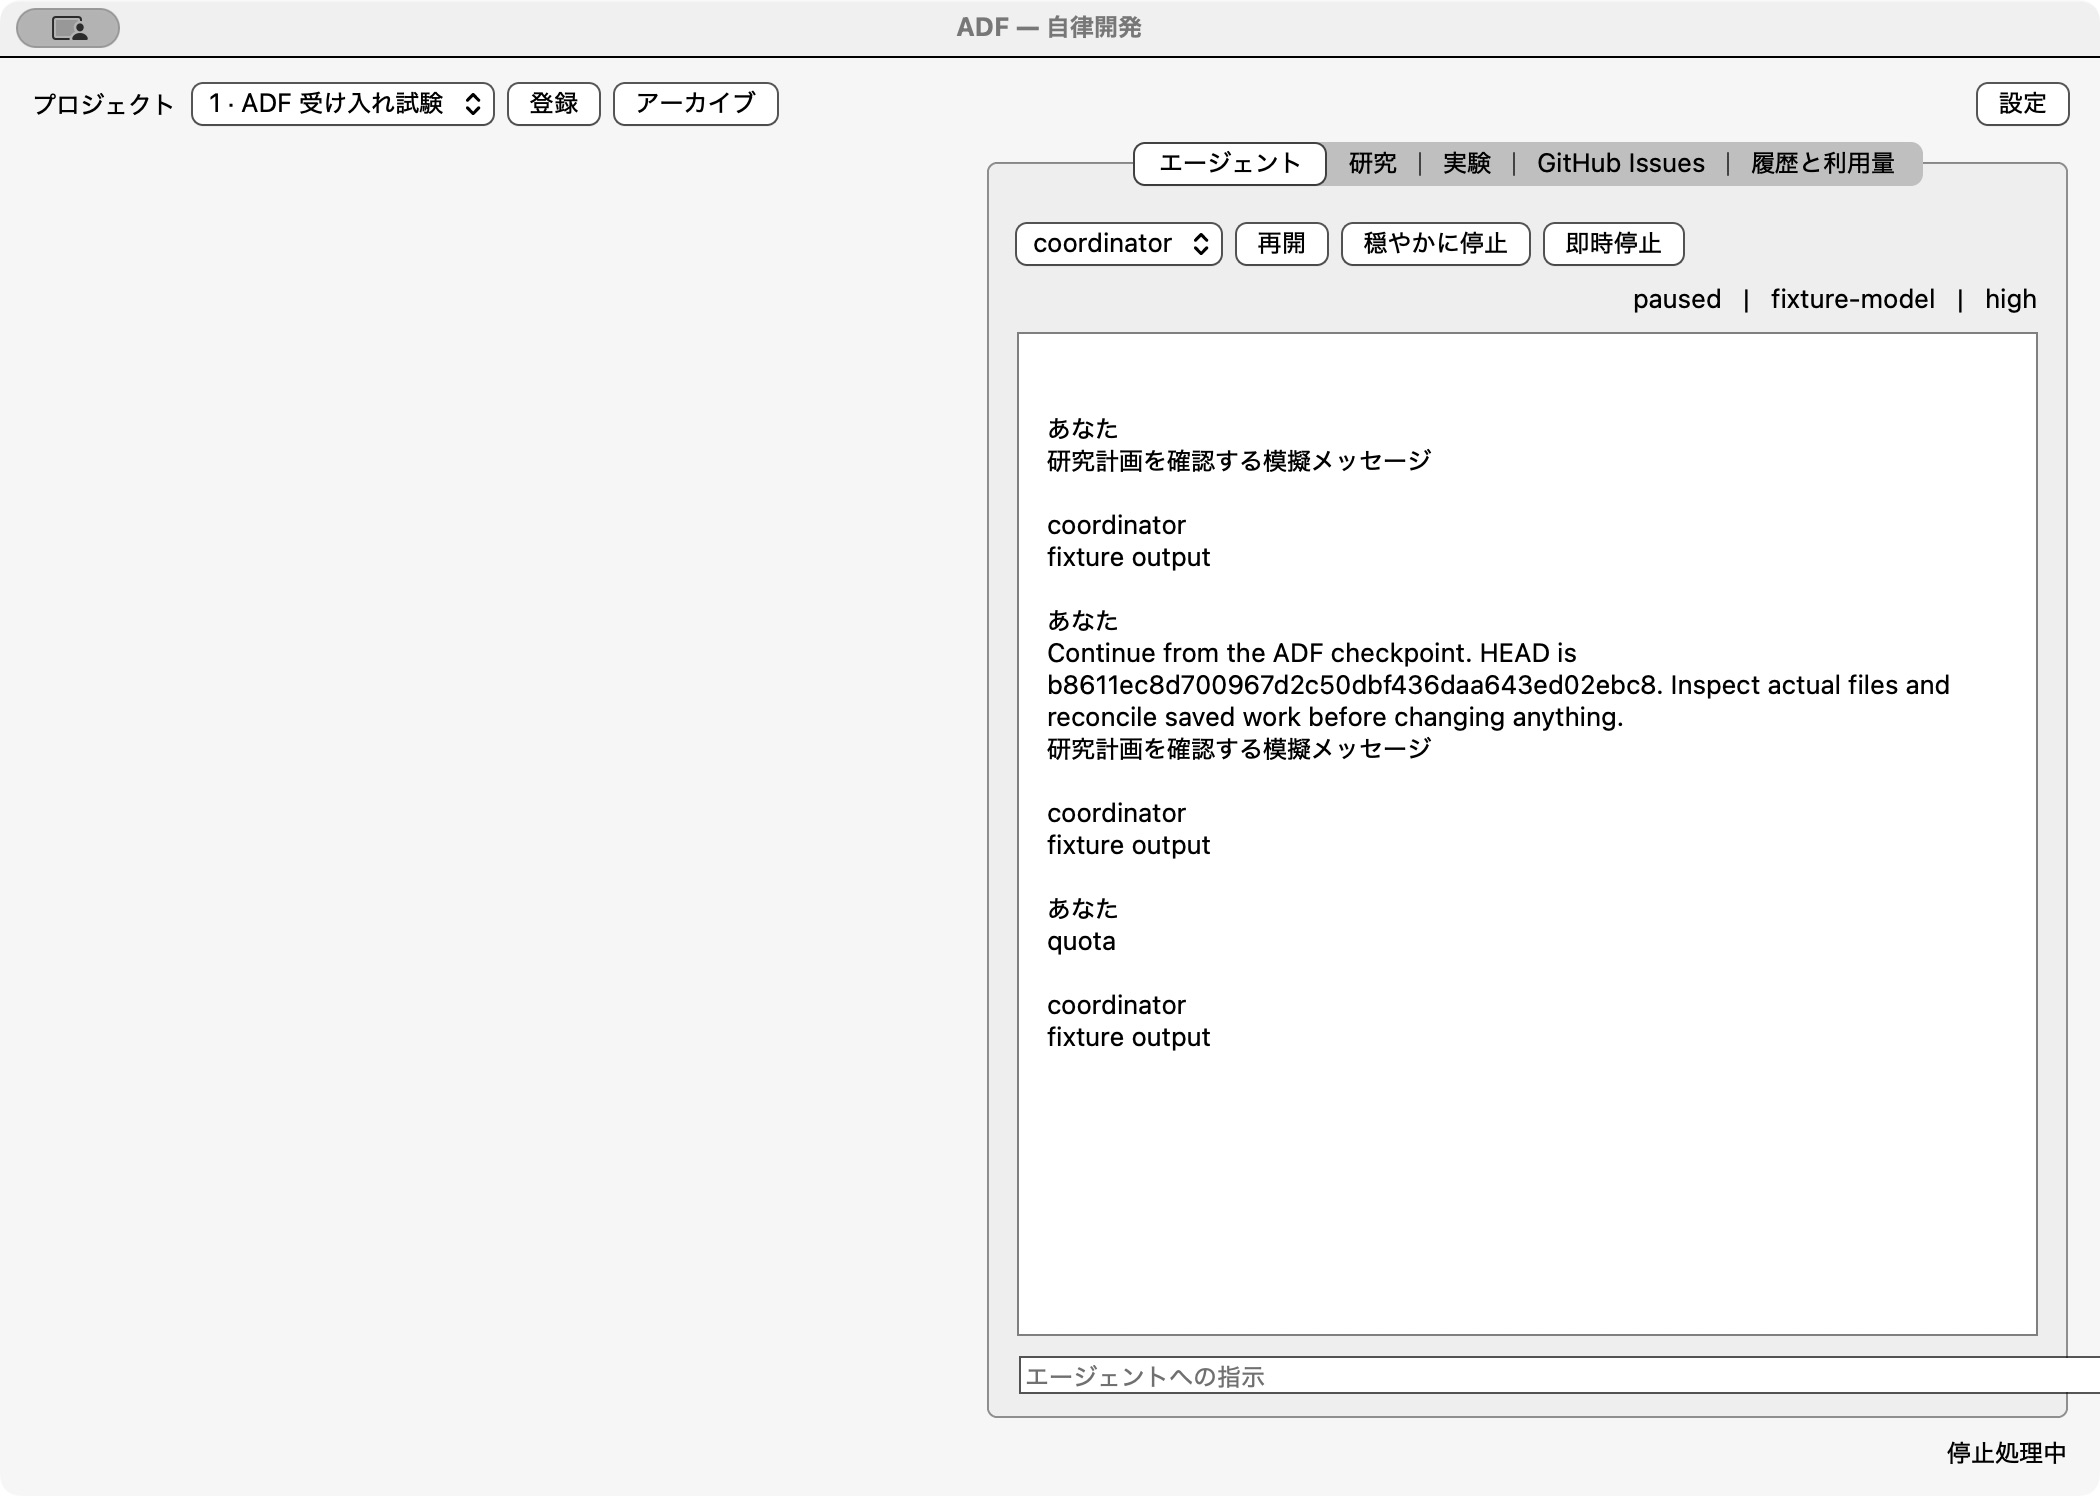 ADF — 自律開発
プロジェクト 1 · ADF 受け入れ試験 登録 アーカイブ 設定
エージェント | 研究 | 実験 | GitHub Issues | 履歴と利用量
coordinator 再開 穏やかに停止 即時停止
paused | fixture-model | high
あなた
研究計画を確認する模擬メッセージ
coordinator
fixture output
あなた
Continue from the ADF checkpoint. HEAD is
b8611ec8d700967d2c50dbf436daa643ed02ebc8. Inspect actual files and
reconcile saved work before changing anything.
研究計画を確認する模擬メッセージ
coordinator
fixture output
あなた
quota
coordinator
fixture output
エージェントへの指示
停止処理中